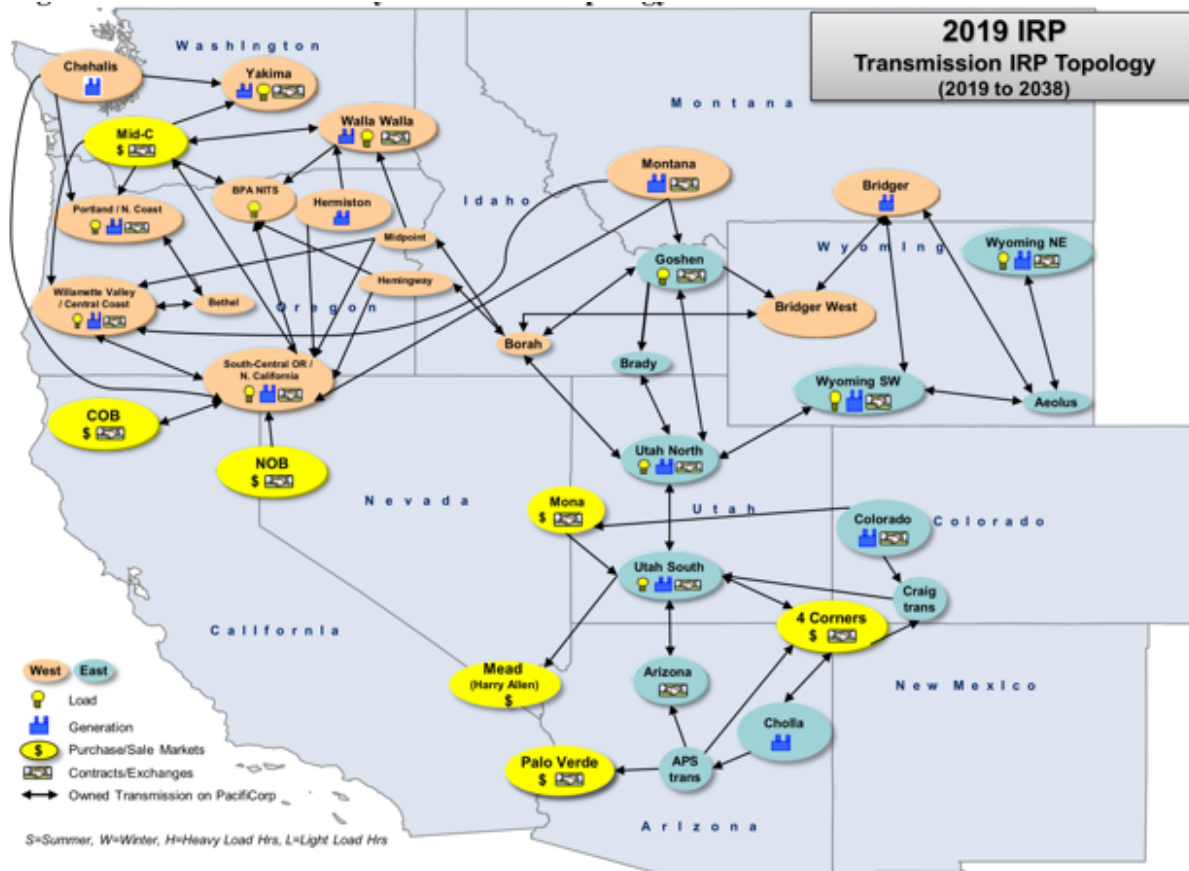 2019 IRP
Transmission IRP Topology
(2019 to 2038)
Washington
Montana
Chehalis
Yakima
Mid-C
$
Walla Walla
Montana
Bridger
BPA NITS
Hermiston
Idaho
Portland / N. Coast
Midpoint
Wyoming
Wyoming NE
Goshen
Hemingway
Willamette Valley
/ Central Coast
Bethel
Oregon
Bridger West
Borah
South-Central OR /
N. California
Brady
Wyoming SW
Aeolus
COB
$
NOB
$
Utah North
Nevada
Mona
$
Utah
Colorado
Colorado
Utah South
Craig
trans
California
4 Corners
$
Mead
(Harry Allen)
$
Arizona
New Mexico
Cholla
Palo Verde
$
APS
trans
Arizona
West
East
Load
Generation
$
Purchase/Sale Markets
Contracts/Exchanges
Owned Transmission on PacifiCorp
S=Summer, W=Winter, H=Heavy Load Hrs, L=Light Load Hrs